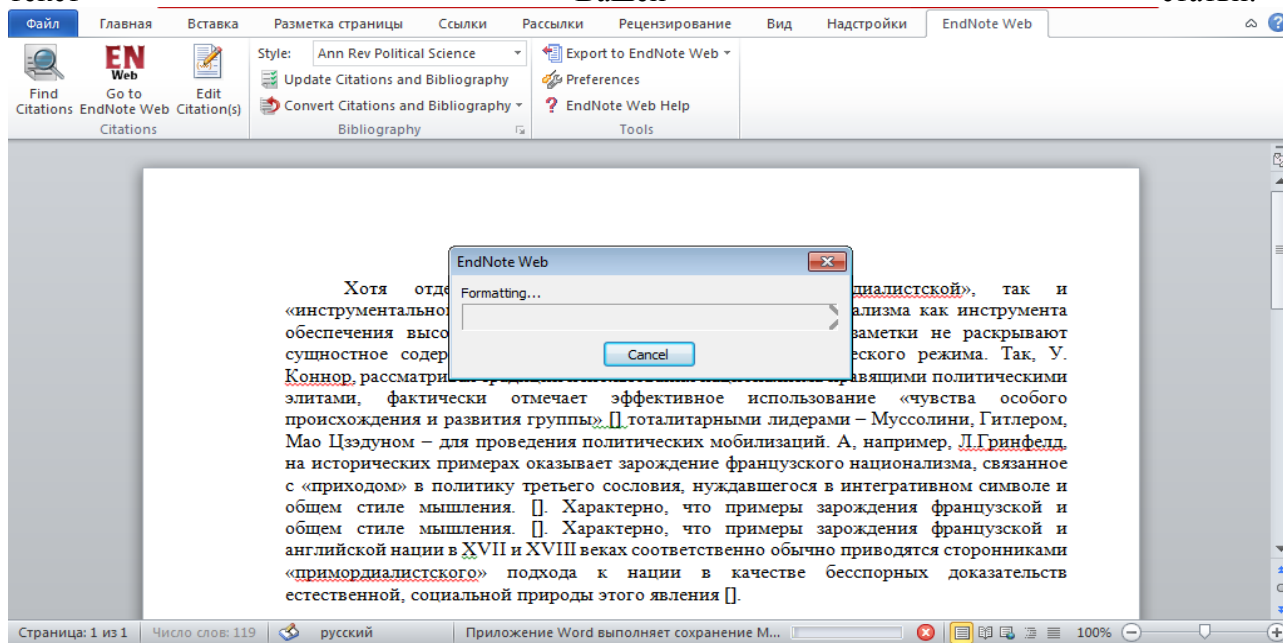 Файл Главная Вставка Разметка страницы Ссылки Рассылки Рецензирование Вид Надстройки EndNote Web
Style: Ann Rev Political Science Export to EndNote Web
EN
Web
Update Citations and Bibliography Preferences
Find Go to Edit
Citations EndNote Web Citation(s) Convert Citations and Bibliography EndNote Web Help
Citations Bibliography Tools
EndNote Web
Formatting...
Cancel
Хотя отде диалистской», так и
«инструментально ализма как инструмента
обеспечения высо заметки не раскрывают
сущностное содер еского режима. Так, У.
Коннор, рассматри правящими политическими
элитами, фактически отмечает эффективное использование «чувства особого
происхождения и развития группы» [] тоталитарными лидерами – Муссолини, Гитлером,
Мао Цзэдуном – для проведения политических мобилизаций. А, например, Л.Гринфелд,
на исторических примерах оказывает зарождение французского национализма, связанное
с «приходом» в политику третьего сословия, нуждавшегося в интегративном символе и
общем стиле мышления. []. Характерно, что примеры зарождения французской и
общем стиле мышления. []. Характерно, что примеры зарождения французской и
английской нации в XVII и XVIII веках соответственно обычно приводятся сторонниками
«примордиалистского» подхода к нации в качестве бесспорных доказательств
естественной, социальной природы этого явления [].
Страница: 1 из 1 Число слов: 119 русский Приложение Word выполняет сохранение М... 100%